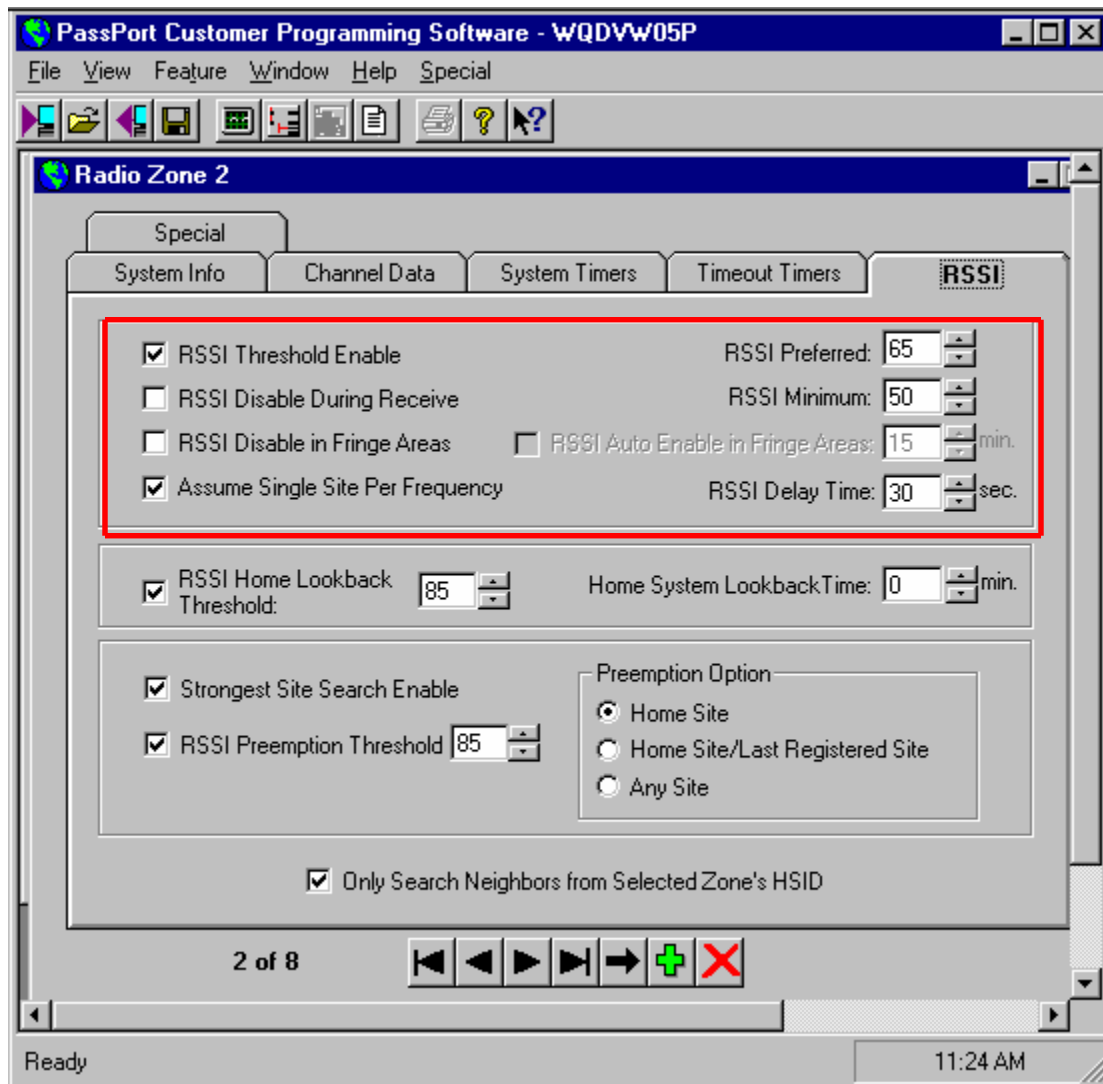 PassPort Customer Programming Software - WQDVW05P
File View Feature Window Help Special
Radio Zone 2
Special
System Info Channel Data System Timers Timeout Timers RSSI
RSSI Threshold Enable RSSI Preferred: 65
RSSI Disable During Receive RSSI Minimum: 50
RSSI Disable in Fringe Areas RSSI Auto Enable in Fringe Areas: 15 min.
Assume Single Site Per Frequency RSSI Delay Time: 30 sec.
RSSI Home Lookback Threshold: 85 Home System LookbackTime: 0 min.
Strongest Site Search Enable
RSSI Preemption Threshold 85
Preemption Option
Home Site
Home Site/Last Registered Site
Any Site
Only Search Neighbors from Selected Zone's HSID
2 of 8
Ready 11:24 AM